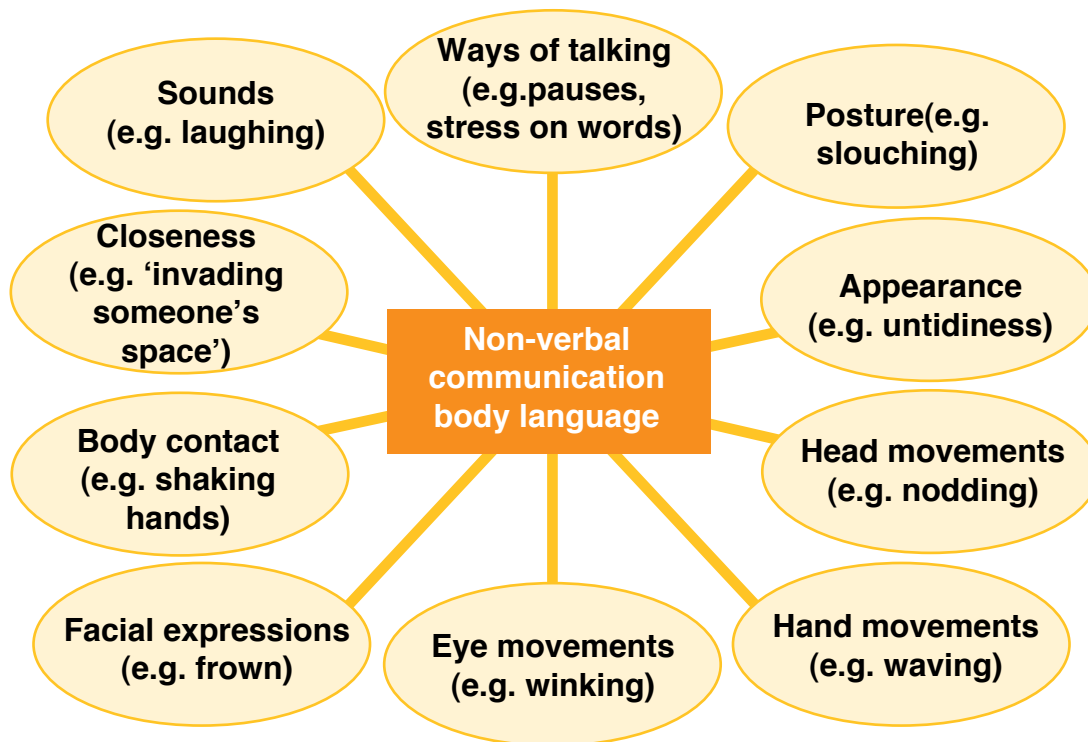 Ways of talking
(e.g.pauses,
stress on words)
Sounds
(e.g. laughing)
Posture(e.g.
slouching)
Closeness
(e.g. ‘invading
someone’s
space’)
Appearance
(e.g. untidiness)
Non-verbal
communication
body language
Body contact
(e.g. shaking
hands)
Head movements
(e.g. nodding)
Facial expressions
(e.g. frown)
Eye movements
(e.g. winking)
Hand movements
(e.g. waving)